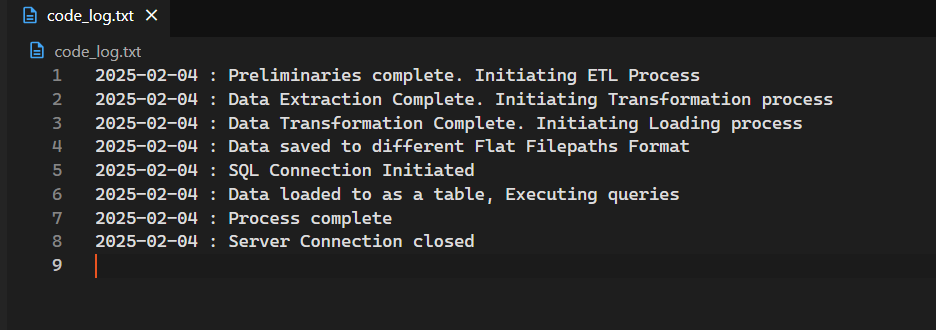 code_log.txt
code_log.txt
1 2025-02-04 : Preliminaries complete. Initiating ETL Process
2 2025-02-04 : Data Extraction Complete. Initiating Transformation process
3 2025-02-04 : Data Transformation Complete. Initiating Loading process
4 2025-02-04 : Data saved to different Flat Filepaths Format
5 2025-02-04 : SQL Connection Initiated
6 2025-02-04 : Data loaded to as a table, Executing queries
7 2025-02-04 : Process complete
8 2025-02-04 : Server Connection closed
9